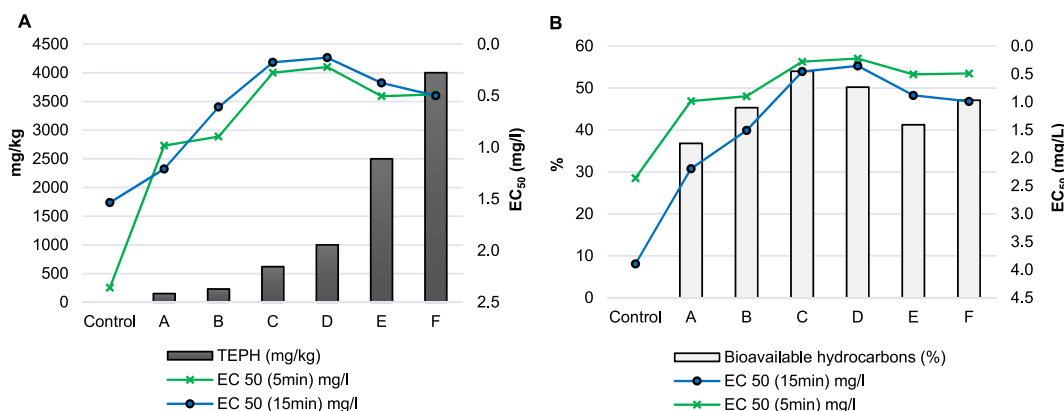 A
mg/kg
4500
4000
3500
3000
2500
2000
1500
1000
500
0
0.0
0.5
1.0
1.5
2.0
2.5
EC50 (mg/l)
Control A B C D E F
TEPH (mg/kg)
EC 50 (5min) mg/l
EC 50 (15min) mg/l
B
%
60
50
40
30
20
10
0
0.0
0.5
1.0
1.5
2.0
2.5
3.0
3.5
4.0
4.5
EC50 (mg/L)
Control A B C D E F
Bioavailable hydrocarbons (%)
EC 50 (15min) mg/l
EC 50 (5min) mg/l